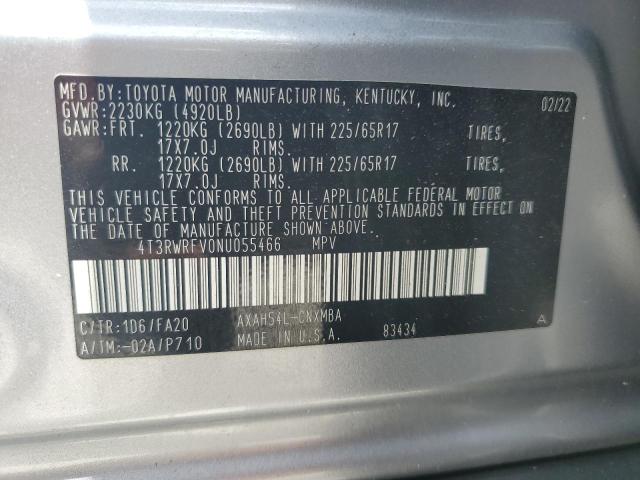 MFD.BY:TOYOTA MOTOR MANUFACTURING, KENTUCKY, INC. 02/22
GVWR:2230KG (4920LB)
GAWR:FRT. 1220KG (2690LB) WITH 225/65R17 TIRES,
17X7.0J RIMS.
RR. 1220KG (2690LB) WITH 225/65R17 TIRES,
17X7.0J RIMS.
THIS VEHICLE CONFORMS TO ALL APPLICABLE FEDERAL MOTOR
VEHICLE SAFETY AND THEFT PREVENTION STANDARDS IN EFFECT ON
THE DATE OF MANUFACTURE SHOWN ABOVE.
4T3RWRFV0NU055466 MPV
C/TR:1D6/FA20 AXAH54L-CNXMBA
A/TM:-02A/P710 MADE IN U.S.A. 83434 A